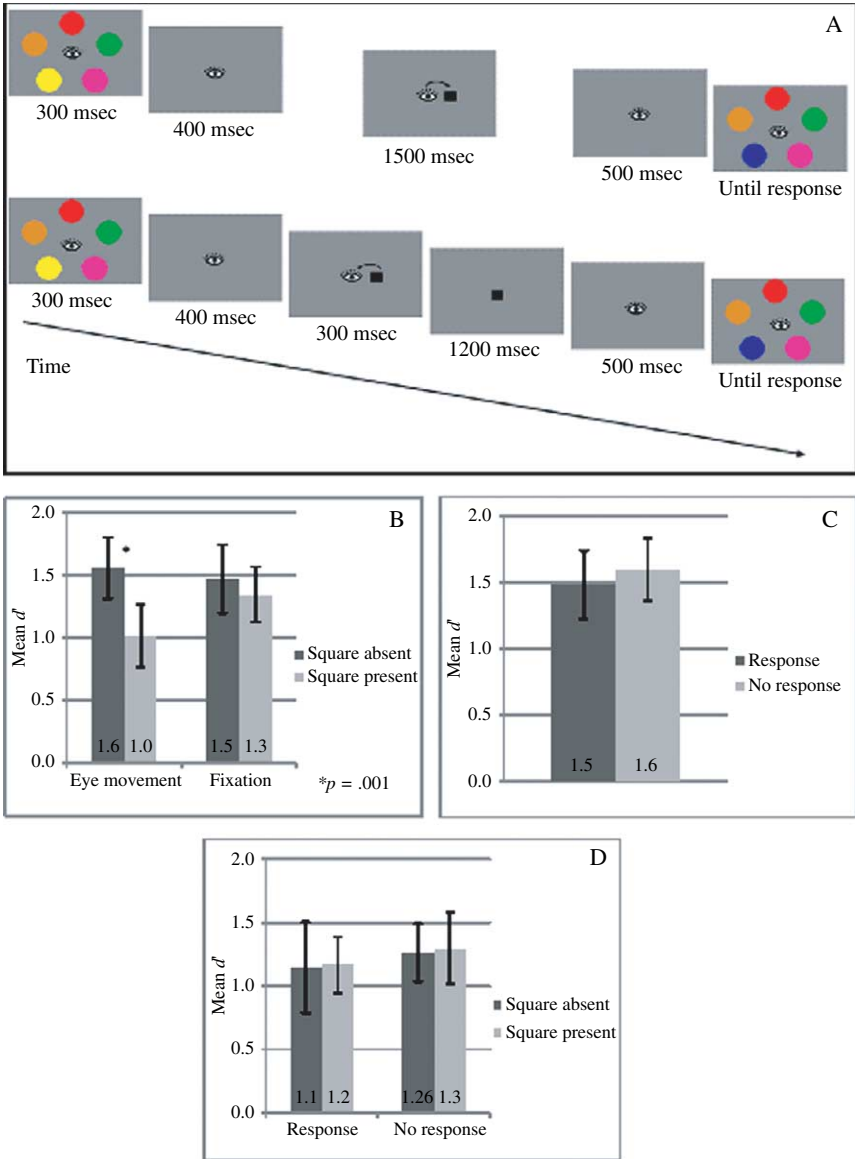 A
300 msec
400 msec
1500 msec
500 msec
Until response
300 msec
400 msec
300 msec
1200 msec
500 msec
Until response
Time
B
2.0
1.5
1.0
0.5
0.0
Mean d'
*
1.6 1.0 1.5 1.3
Eye movement Fixation
Square absent
Square present
*p = .001
C
2.0
1.5
1.0
0.5
0.0
Mean d'
1.5 1.6
Response
No response
D
2.0
1.5
1.0
0.5
0.0
Mean d'
1.1 1.2 1.26 1.3
Response No response
Square absent
Square present